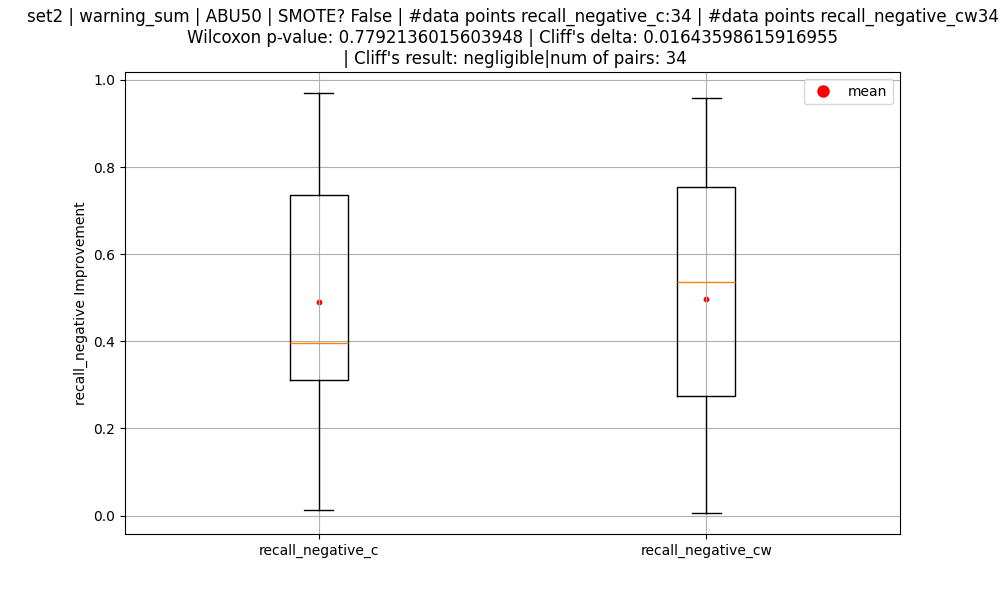 set2 | warning_sum | ABU50 | SMOTE? False | #data points recall_negative_c:34 | #data points recall_negative_cw34
Wilcoxon p-value: 0.7792136015603948 | Cliff's delta: 0.01643598615916955
| Cliff's result: negligible|num of pairs: 34
mean
1.0
0.8
0.6
0.4
0.2
0.0
recall_negative Improvement
recall_negative_c
recall_negative_cw